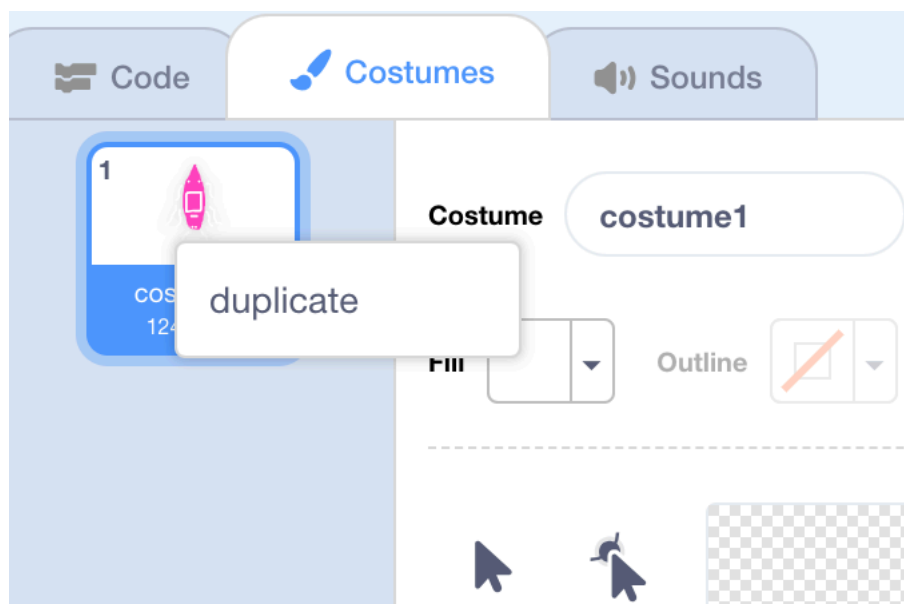 Code
Costumes
Sounds
1
Costume
costume1
duplicate
Fill
Outline